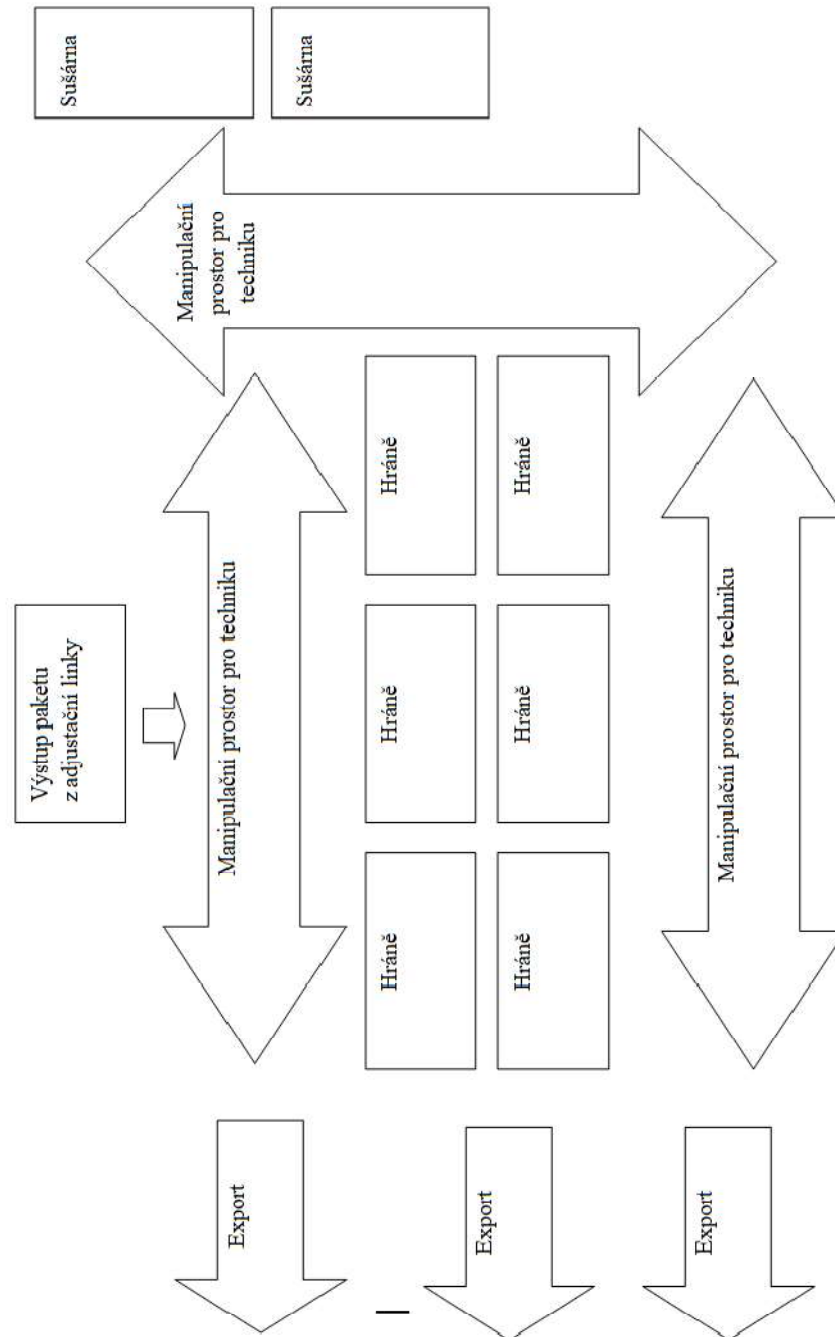 Výstup paketu
z adjustační linky
Sušárna
Manipulační
prostor pro
techniku
Export
Manipulační prostor pro techniku
Sušárna
Hráně
Hráně
Hráně
Export
Hráně
Hráně
Hráně
Export
Manipulační prostor pro techniku